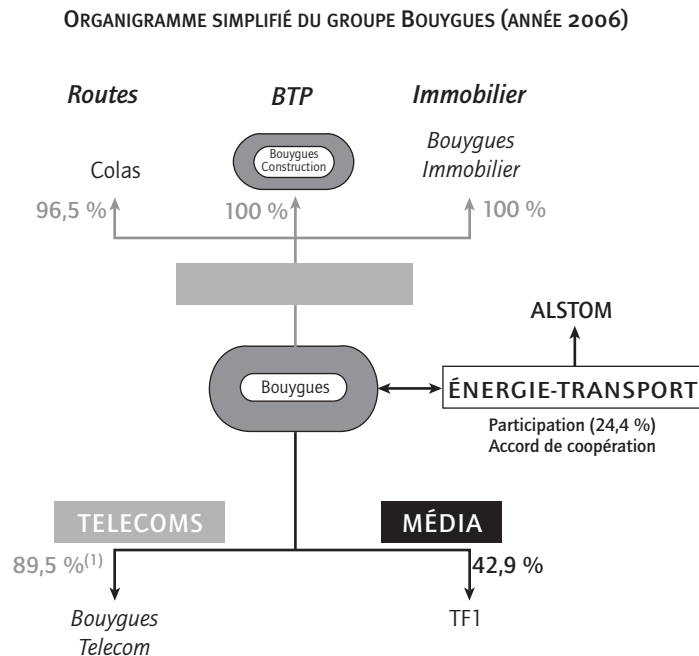 ORGANIGRAMME SIMPLIFIÉ DU GROUPE BOUYGUES (ANNÉE 2006)
Routes
BTP
Immobilier
Colas
Bouygues
Construction
Bouygues
Immobilier
96,5 %
100 %
100 %
ALSTOM
Bouygues
ÉNERGIE-TRANSPORT
Participation (24,4 %)
Accord de coopération
TELECOMS
MÉDIA
89,5 %(1)
42,9 %
Bouygues
Telecom
TF1